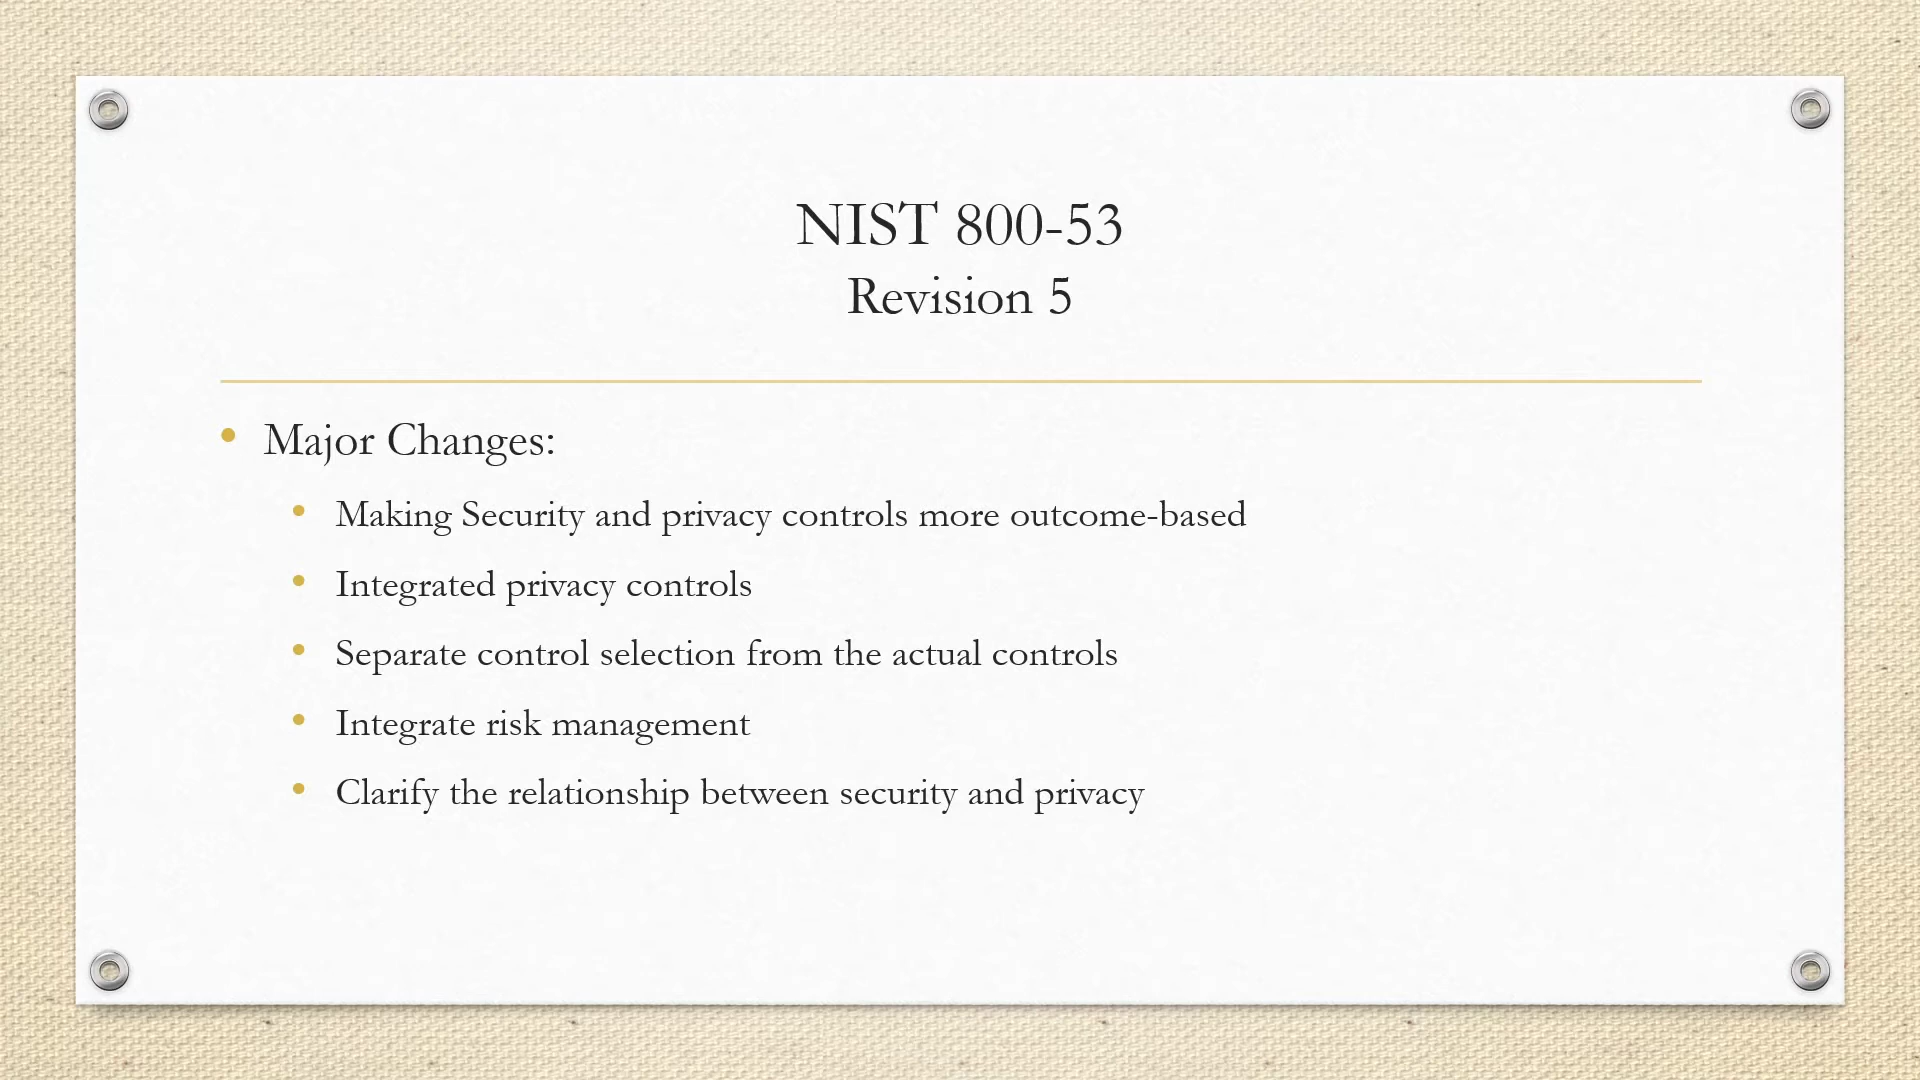 NIST 800-53
Revision 5
• Major Changes:
• Making Security and privacy controls more outcome-based
• Integrated privacy controls
• Separate control selection from the actual controls
• Integrate risk management
• Clarify the relationship between security and privacy